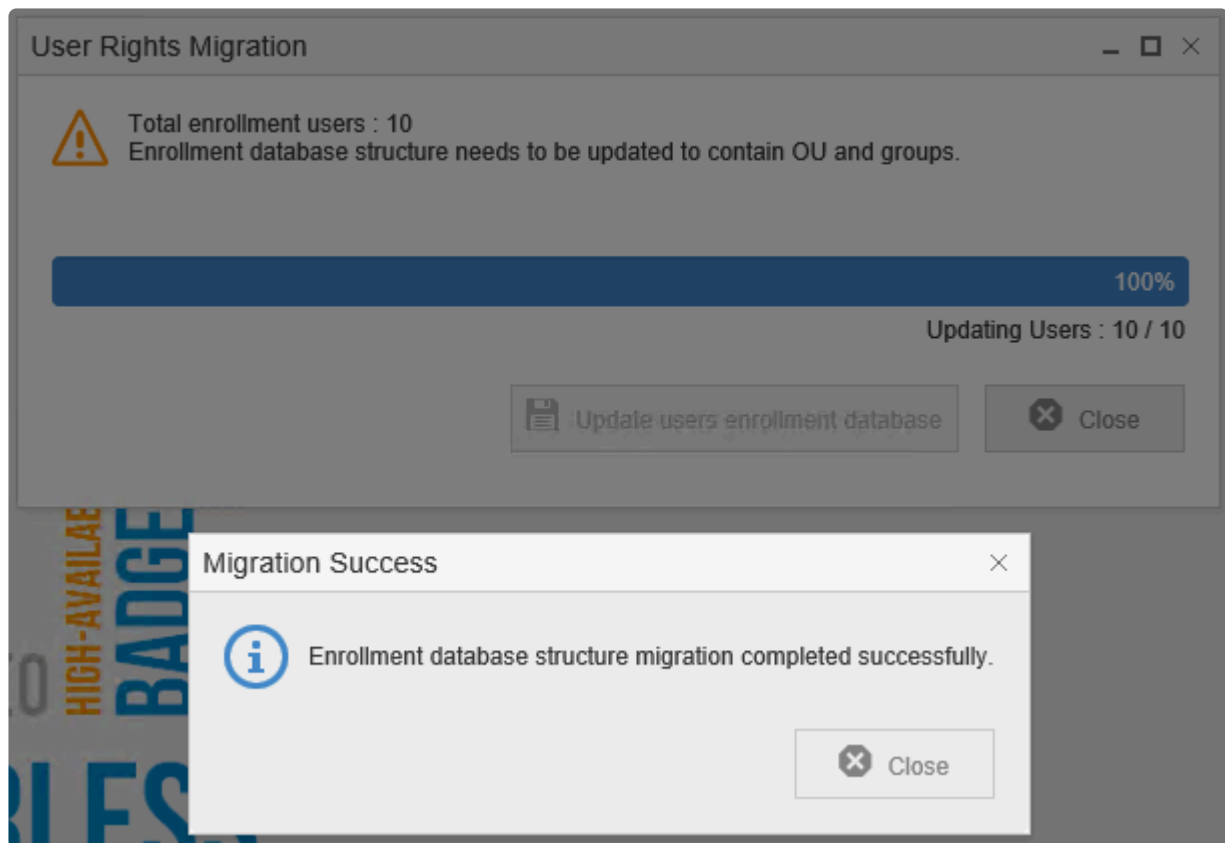 User Rights Migration
Total enrollment users : 10
Enrollment database structure needs to be updated to contain OU and groups.
100%
Updating Users : 10 / 10
Update users enrollment database
Close
HIGH-AVAILAB
BADGE
Migration Success
Enrollment database structure migration completed successfully.
Close